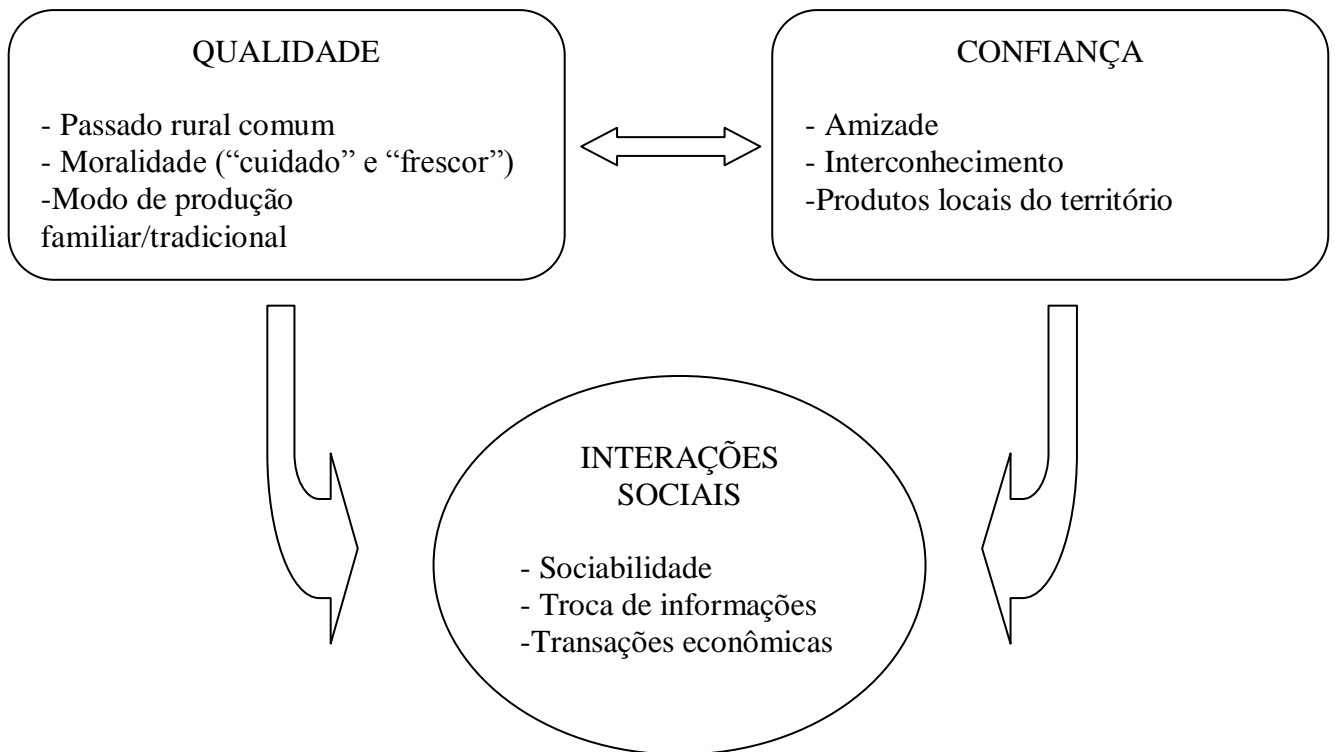 QUALIDADE
- Passado rural comum
- Moralidade (“cuidado” e “frescor”)
-Modo de produção
familiar/tradicional
CONFIANÇA
- Amizade
- Interconhecimento
-Produtos locais do território
INTERAÇÕES
SOCIAIS
- Sociabilidade
- Troca de informações
-Transações econômicas